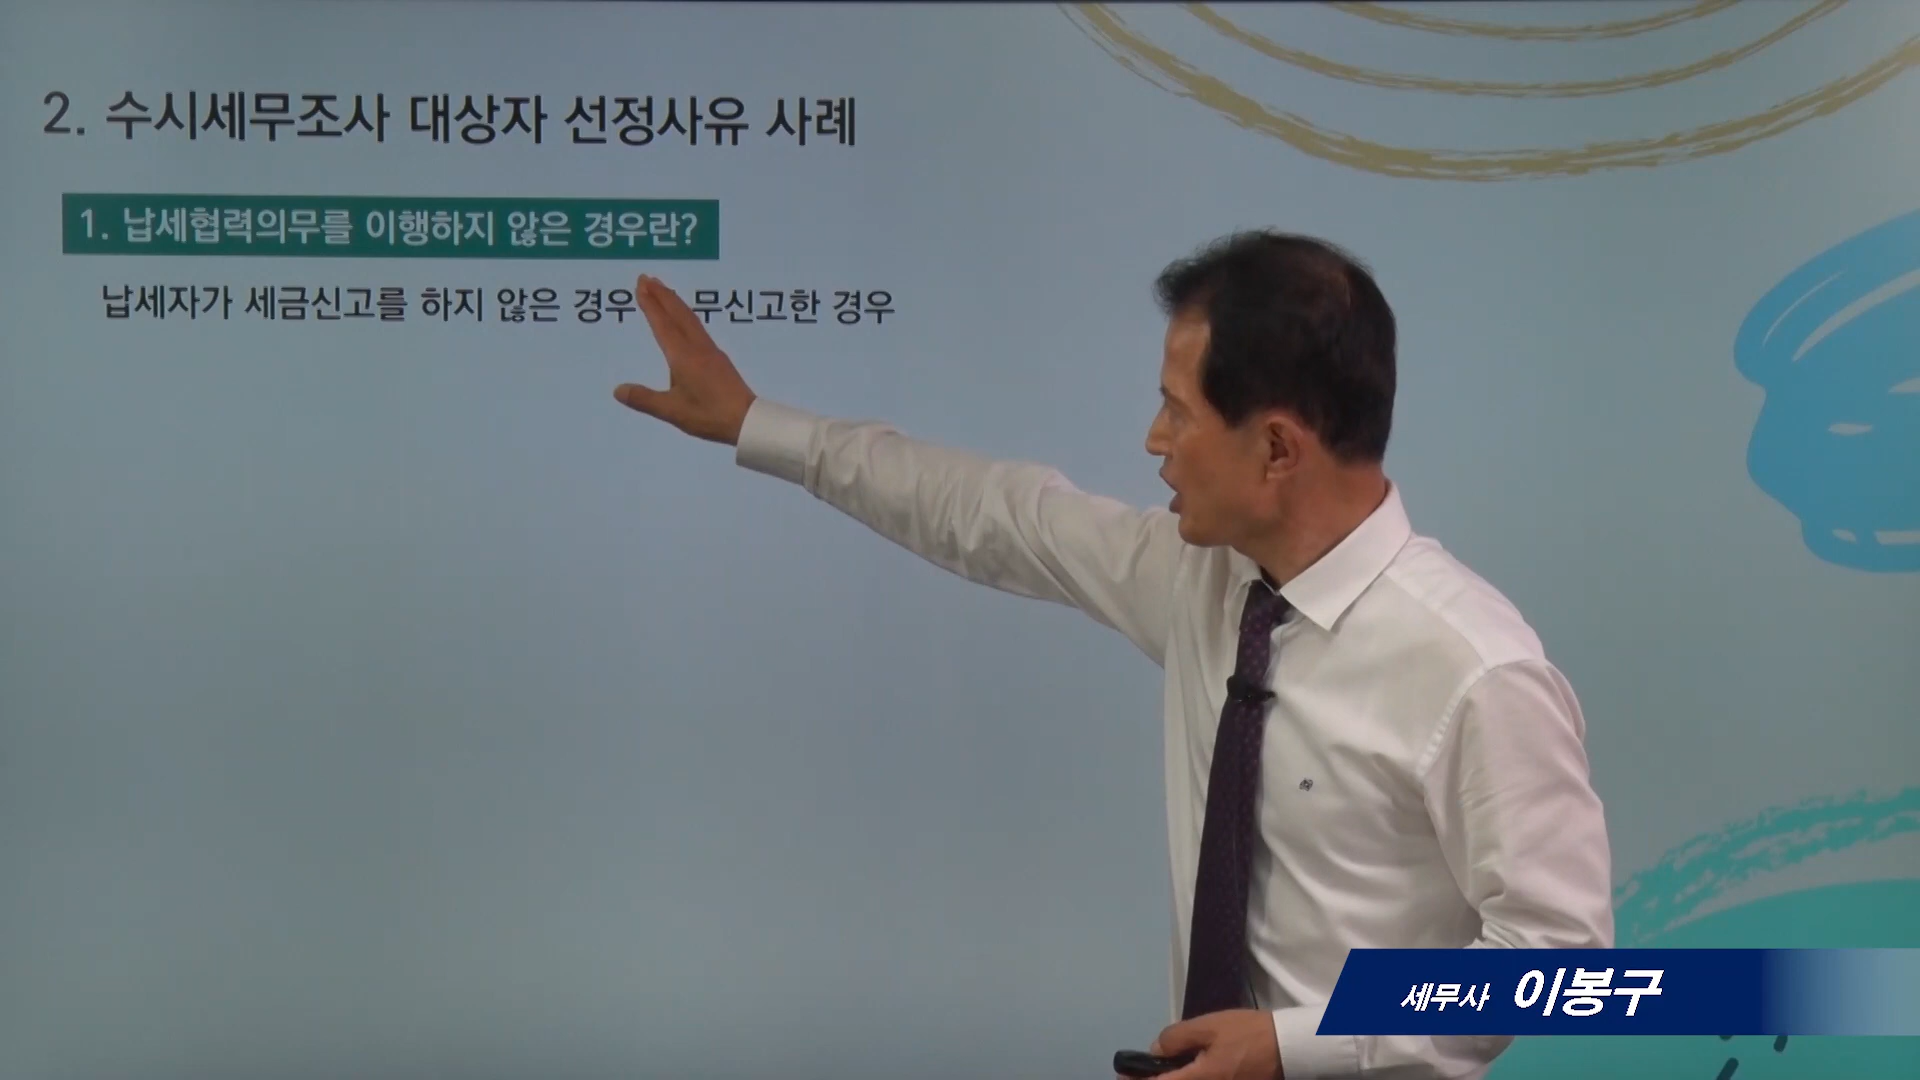 2. 수시세무조사 대상자 선정사유 사례
1. 납세협력의무를 이행하지 않은 경우란?
납세자가 세금신고를 하지 않은 경우 무신고한 경우
세무사 이봉구